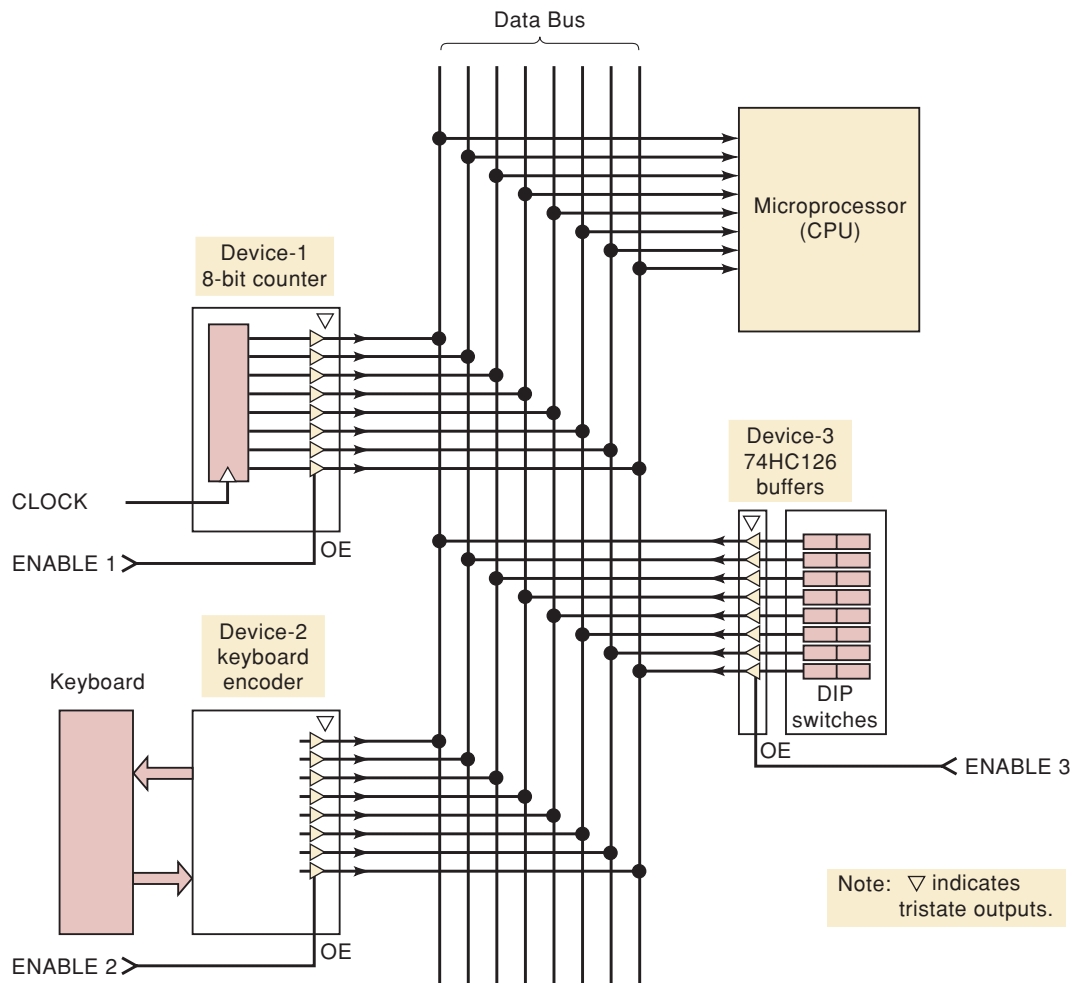 Data Bus
Microprocessor
(CPU)
Device-1
8-bit counter
CLOCK
OE
ENABLE 1
Device-3
74HC126
buffers
DIP
switches
OE
ENABLE 3
Device-2
keyboard
encoder
Keyboard
OE
ENABLE 2
Note: ▽ indicates
tristate outputs.